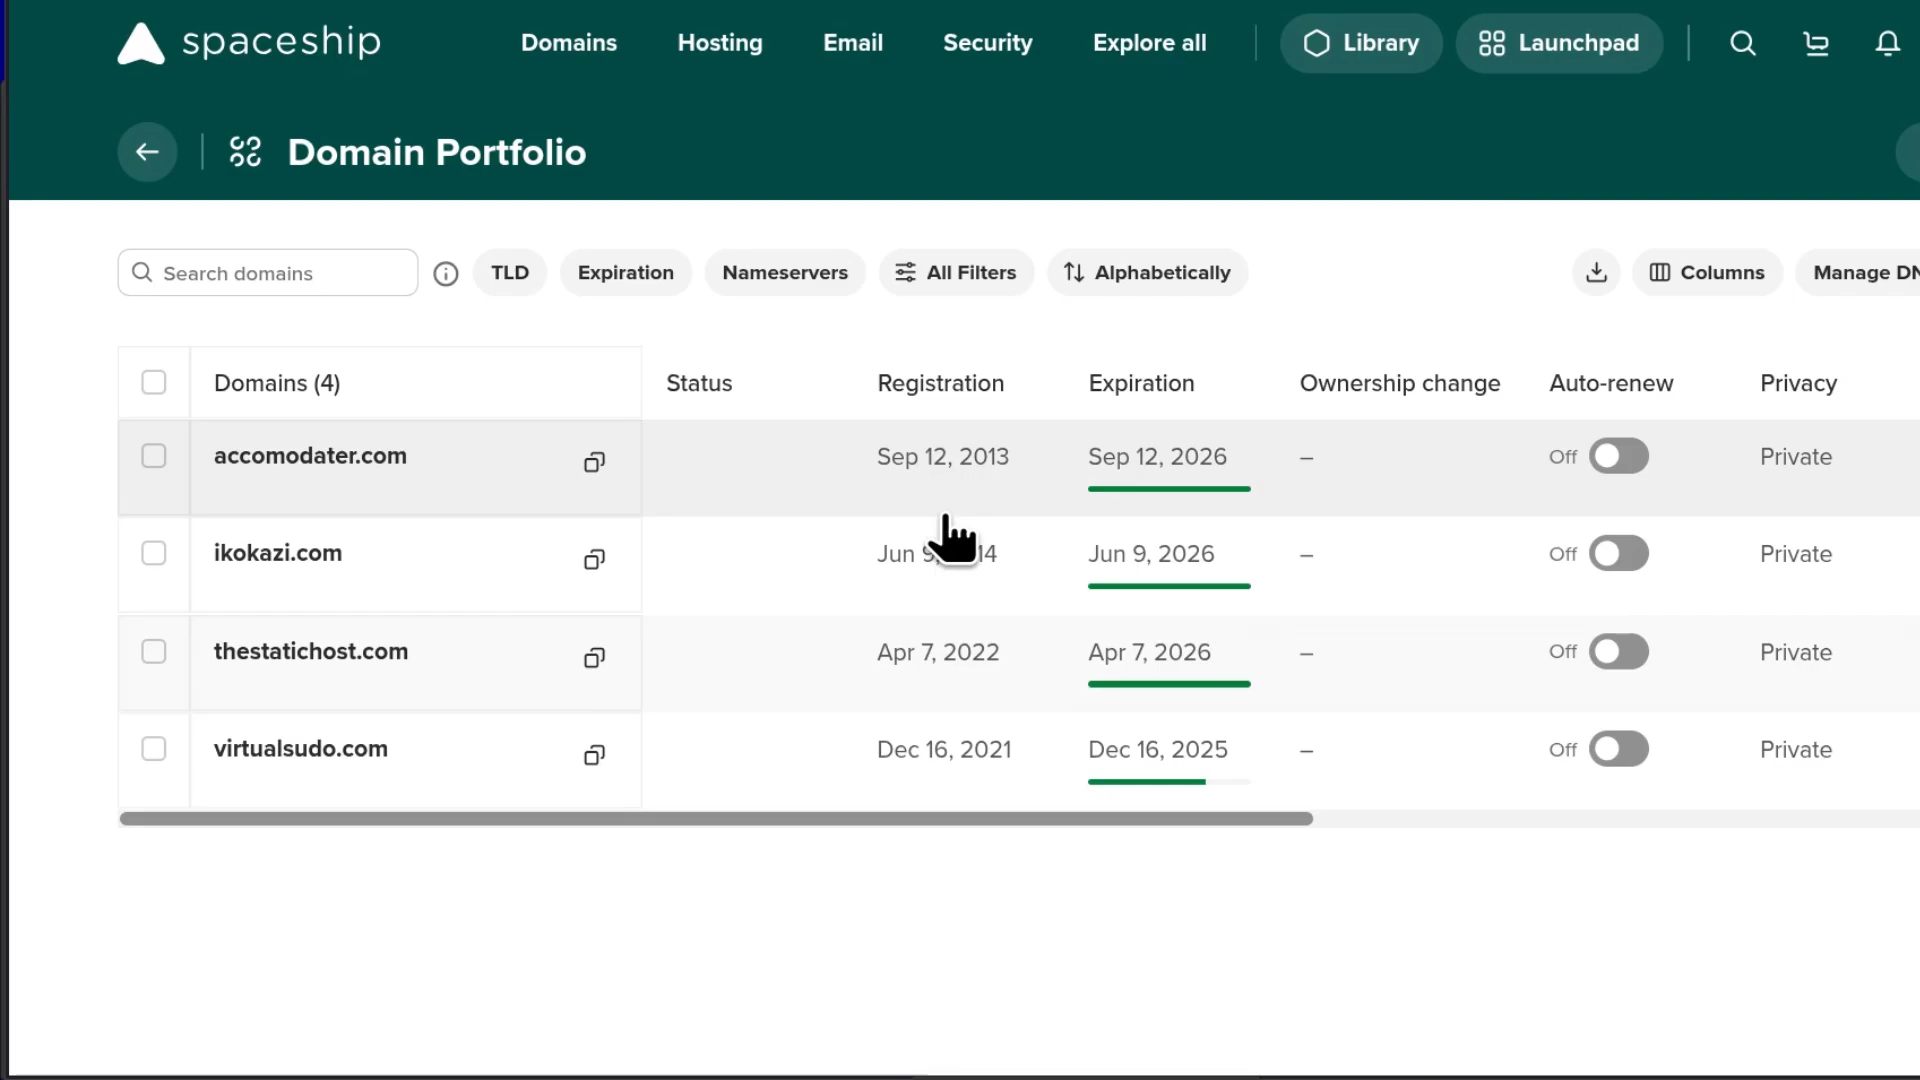 spaceship Domains Hosting Email Security Explore all Library Launchpad
Domain Portfolio
Search domains TLD Expiration Nameservers All Filters Alphabetically Columns Manage
Domains (4) Status Registration Expiration Ownership change Auto-renew Privacy
accomodater.com Sep 12, 2013 Sep 12, 2026 – Off Private
ikokazi.com Jun Jun 9, 2026 – Off Private
thestatichost.com Apr 7, 2022 Apr 7, 2026 – Off Private
virtualsudo.com Dec 16, 2021 Dec 16, 2025 – Off Private